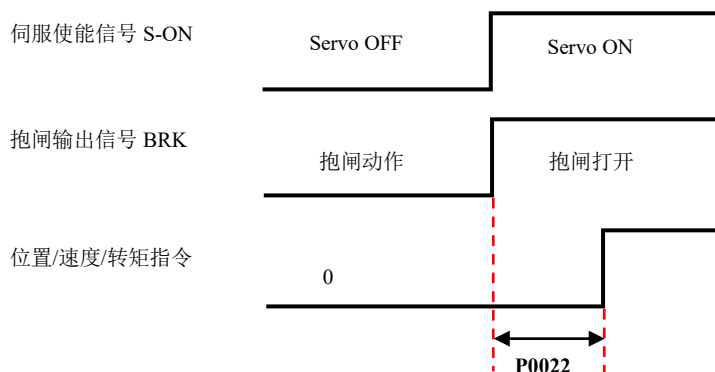 伺服使能信号 S-ON
Servo OFF
Servo ON
抱闸输出信号 BRK
抱闸动作
抱闸打开
位置/速度/转矩指令
0
P0022